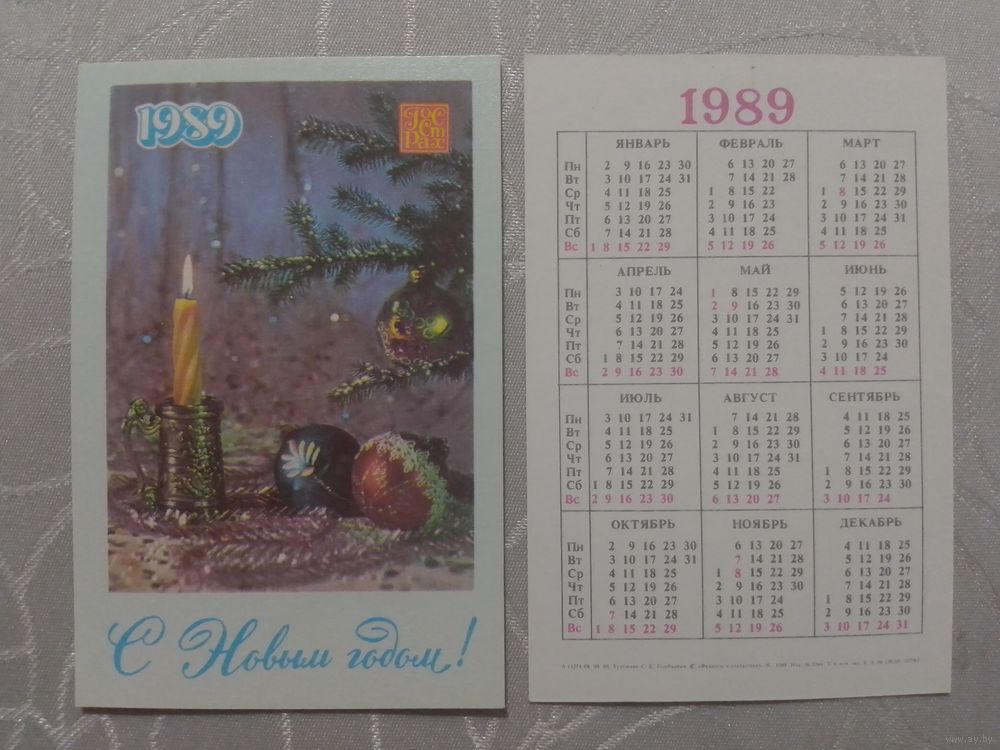 1989
Гос
Ст
Рах
С Новым годом!
1989
ЯНВАРЬ ФЕВРАЛЬ МАРТ
Пн 2 9 16 23 30 6 13 20 27 6 13 20 27
Вт 3 10 17 24 31 7 14 21 28 7 14 21 28
Ср 4 11 18 25 1 8 15 22 1 8 15 22 29
Чт 5 12 19 26 2 9 16 23 2 9 16 23 30
Пт 6 13 20 27 3 10 17 24 3 10 17 24 31
Сб 7 14 21 28 4 11 18 25 4 11 18 25
Вс 1 8 15 22 29 5 12 19 26 5 12 19 26
АПРЕЛЬ МАЙ ИЮНЬ
Пн 3 10 17 24 1 8 15 22 29 5 12 19 26
Вт 4 11 18 25 2 9 16 23 30 6 13 20 27
Ср 5 12 19 26 3 10 17 24 31 7 14 21 28
Чт 6 13 20 27 4 11 18 25 1 8 15 22 29
Пт 7 14 21 28 5 12 19 26 2 9 16 23 30
Сб 1 8 15 22 29 6 13 20 27 3 10 17 24
Вс 2 9 16 23 30 7 14 21 28 4 11 18 25
ИЮЛЬ АВГУСТ СЕНТЯБРЬ
Пн 3 10 17 24 31 7 14 21 28 4 11 18 25
Вт 4 11 18 25 1 8 15 22 29 5 12 19 26
Ср 5 12 19 26 2 9 16 23 30 6 13 20 27
Чт 6 13 20 27 3 10 17 24 31 7 14 21 28
Пт 7 14 21 28 4 11 18 25 1 8 15 22 29
Сб 1 8 15 22 29 5 12 19 26 2 9 16 23 30
Вс 2 9 16 23 30 6 13 20 27 3 10 17 24
ОКТЯБРЬ НОЯБРЬ ДЕКАБРЬ
Пн 2 9 16 23 30 6 13 20 27 4 11 18 25
Вт 3 10 17 24 31 7 14 21 28 5 12 19 26
Ср 4 11 18 25 1 8 15 22 29 6 13 20 27
Чт 5 12 19 26 2 9 16 23 30 7 14 21 28
Пт 6 13 20 27 3 10 17 24 1 8 15 22 29
Сб 7 14 21 28 4 11 18 25 2 9 16 23 30
Вс 1 8 15 22 29 5 12 19 26 3 10 17 24 31
www.ay.by